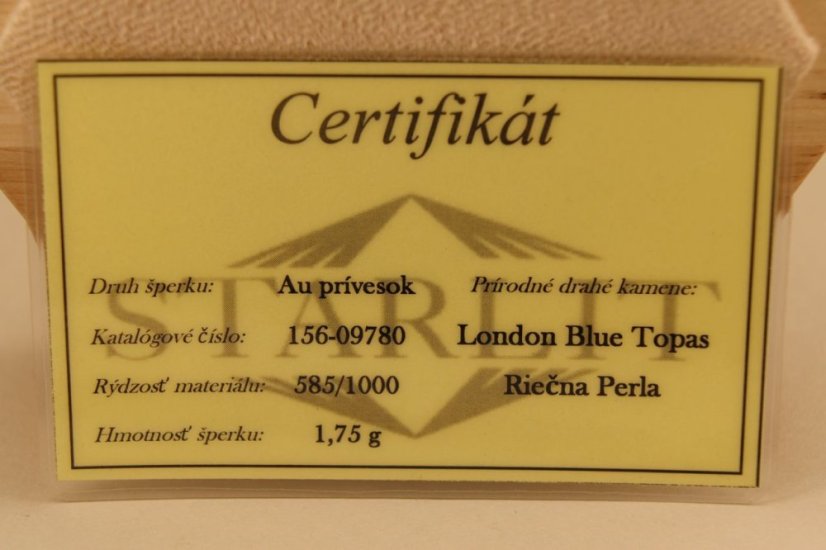 Certifikát
STARLIT
Druh šperku: Au prívesok Prírodné drahé kamene:
Katalógové číslo: 156-09780 London Blue Topas
Rýdzosť materiálu: 585/1000 Riečna Perla
Hmotnosť šperku: 1,75 g